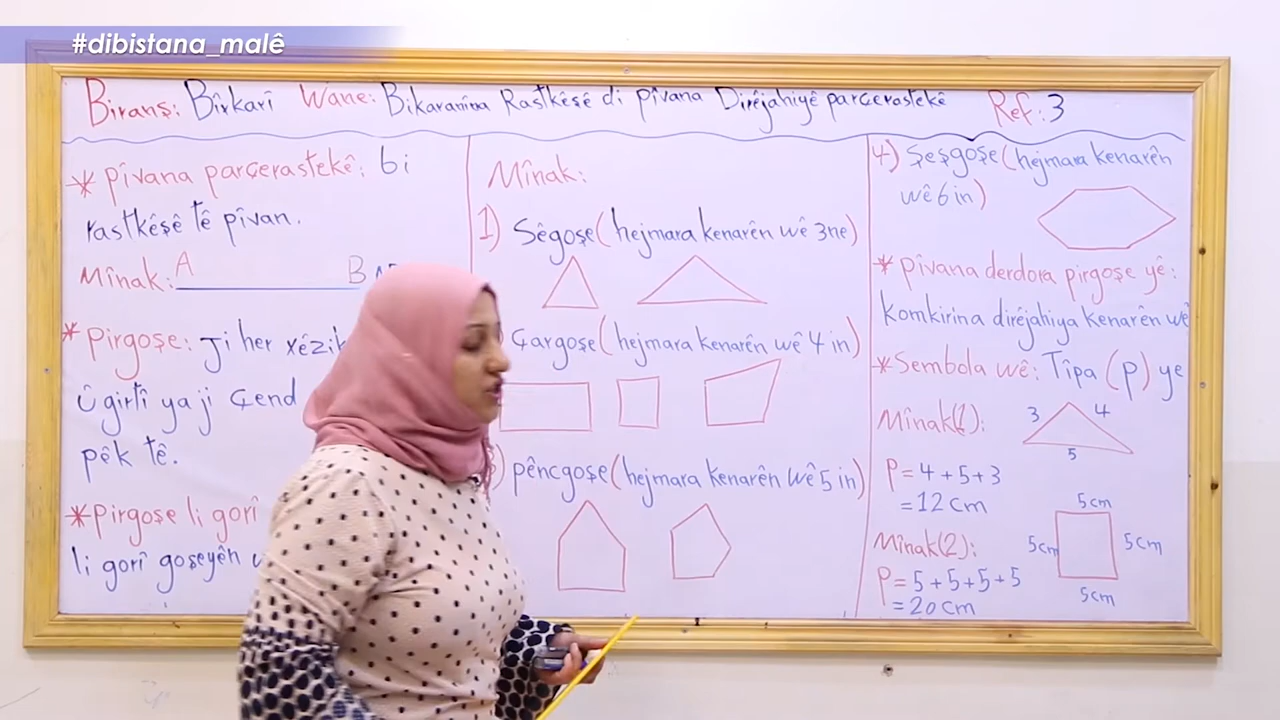 #dibistana_malê
Biranş: Bîrkarî Wane: Bikaranîna Rastkêşê di pîvana Dirêjahiyê parçerastekê Ref: 3
* pîvana parçerastekê: bi
rastkêşê tê pîvan.
Mînak: A B
* pirgoşe: Ji her xêzik
û girtî ya ji çend
pêk tê.
* pirgoşe li gorî
li gorî goşeyên
Mînak:
1) Sêgoşe (hejmara kenarên wê 3ne)
Çargoşe (hejmara kenarên wê 4 in)
pêncgoşe (hejmara kenarên wê 5 in)
4) Şeşgoşe (hejmara kenarên
wê 6 in)
* pîvana derdora pirgoşe yê:
komkirina dirêjahiya kenarên wê
* Sembola wê: Tîpa (p) ye
Mînak(1):
3 4
5
P = 4 + 5 + 3
= 12 cm
Mînak(2):
5cm
5cm 5cm
5cm
P = 5 + 5 + 5 + 5
= 20 cm